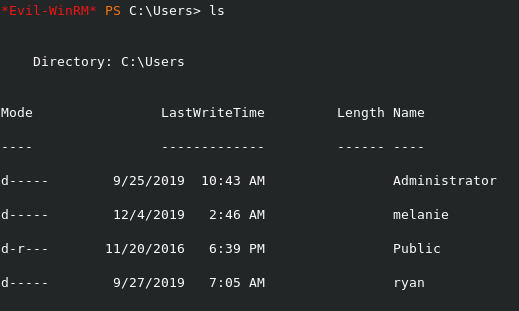 *Evil-WinRM* PS C:\Users> ls
Directory: C:\Users
Mode                LastWriteTime         Length Name
----                -------------         ------ ----
d-----        9/25/2019  10:43 AM                Administrator
d-----        12/4/2019   2:46 AM                melanie
d-r---       11/20/2016   6:39 PM                Public
d-----        9/27/2019   7:05 AM                ryan